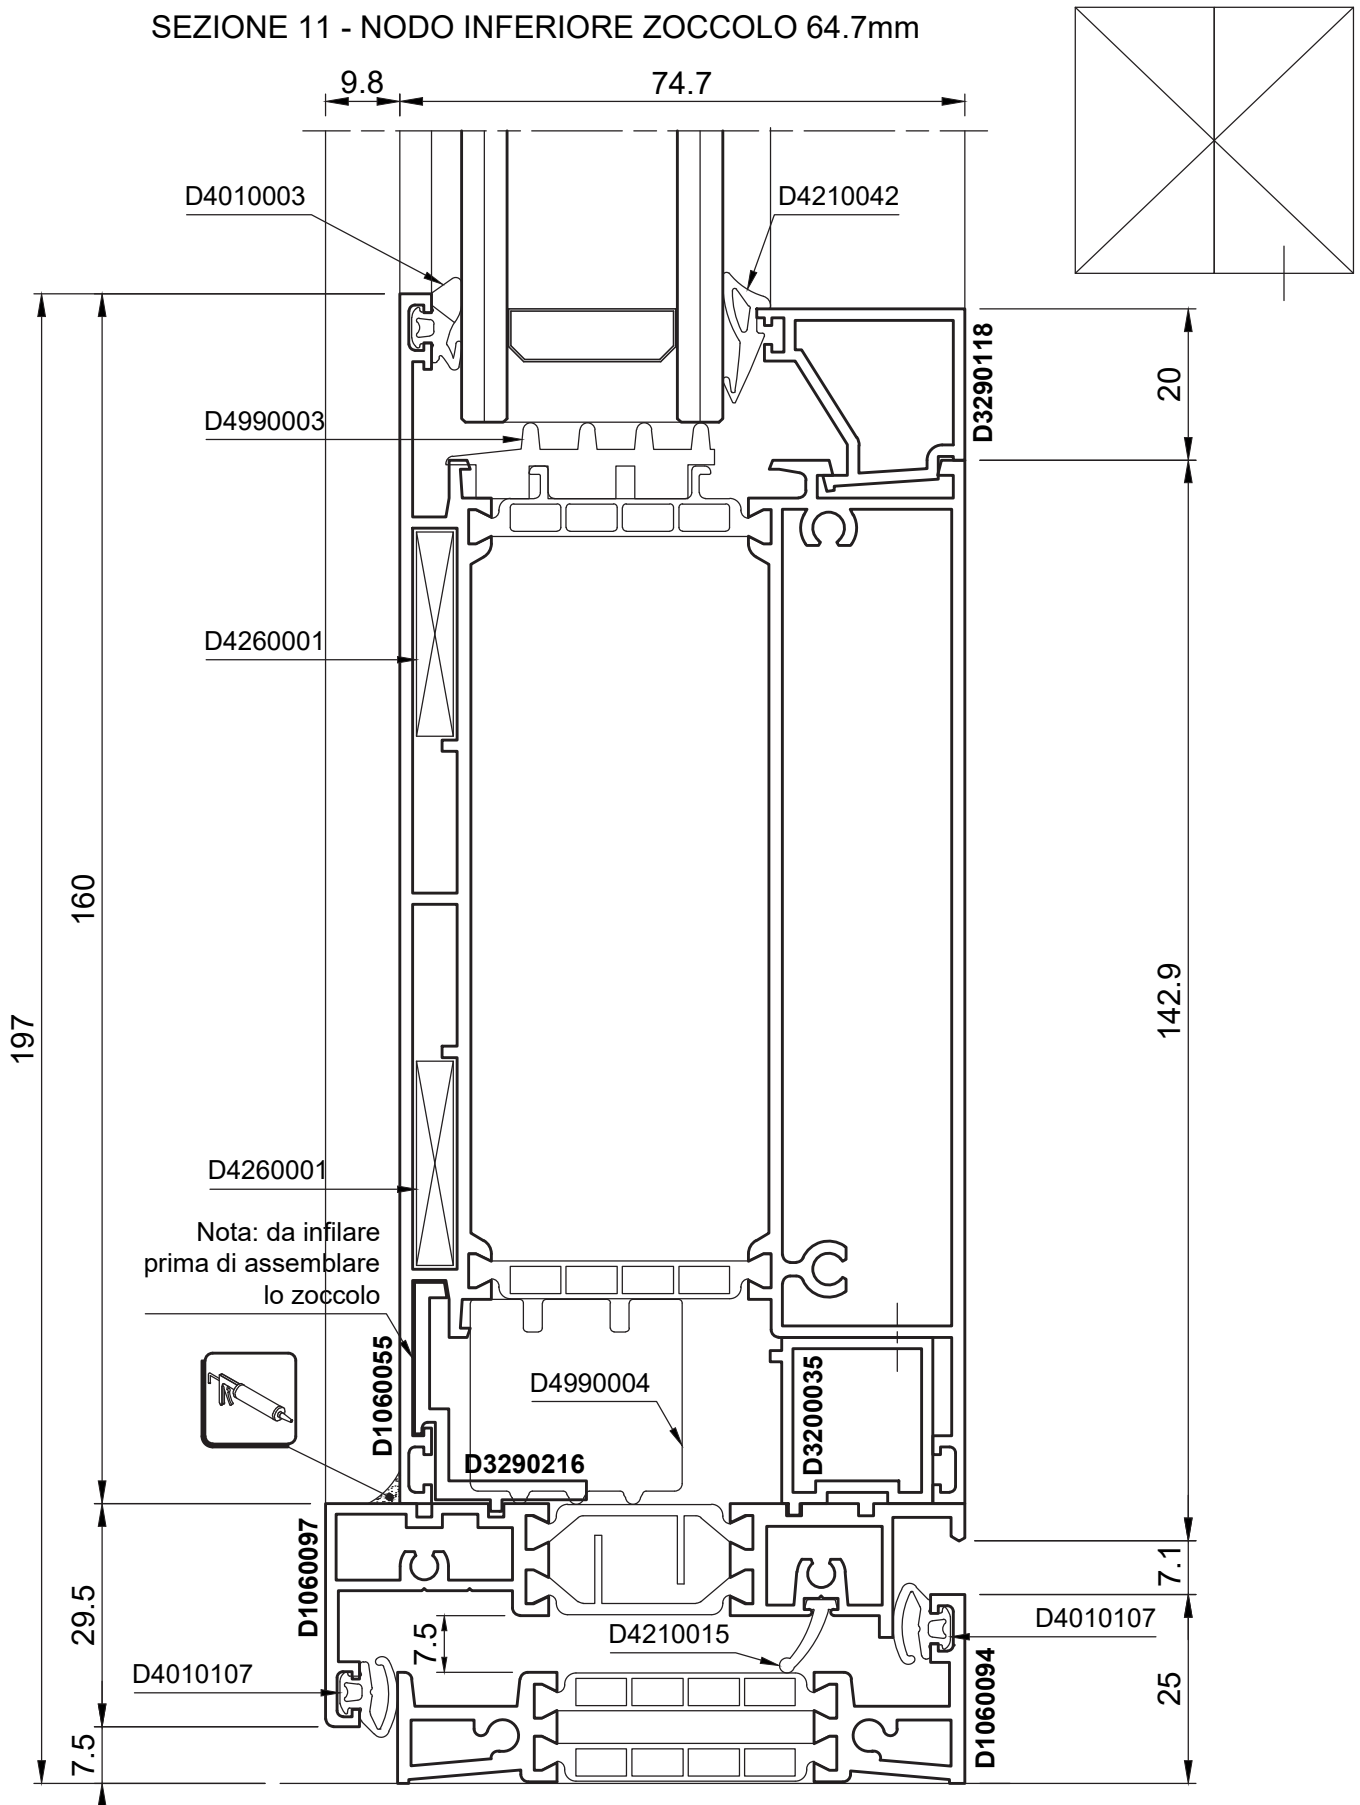 SEZIONE 11 - NODO INFERIORE ZOCCOLO 64.7mm
9.8
74.7
D4010003
D4210042
D3290118
20
D4990003
D4260001
160
142.9
197
D4260001
Nota: da infilare
prima di assemblare
lo zoccolo
D1060055
D4990004
D3200035
D3290216
D1060097
29.5
7.1
7.5
D4210015
D4010107
D4010107
D1060094
25
7.5